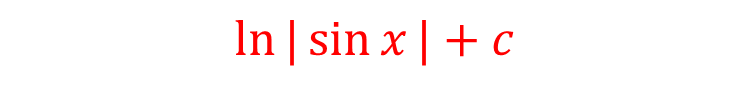 ln | sin 𝑥 | + 𝑐